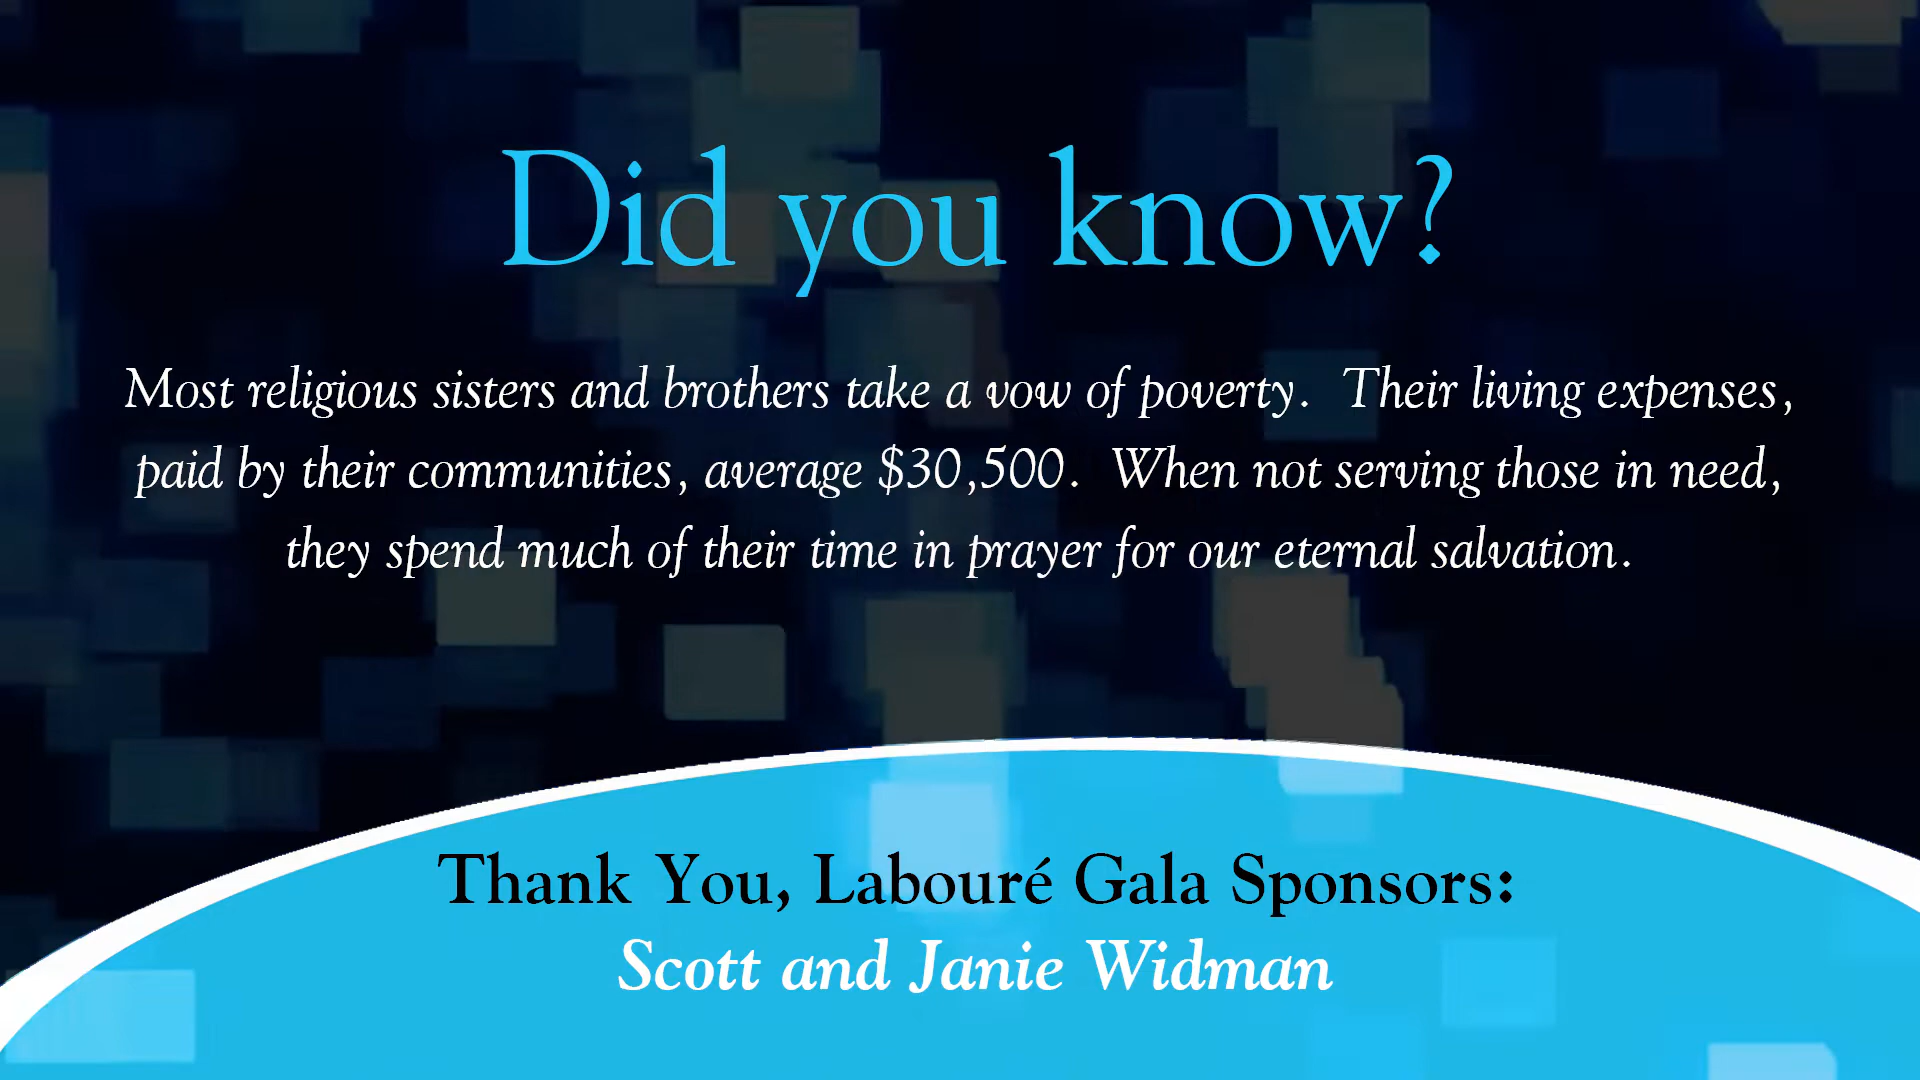 Did you know?
Most religious sisters and brothers take a vow of poverty.  Their living expenses,
paid by their communities, average $30,500.  When not serving those in need,
they spend much of their time in prayer for our eternal salvation.
Thank You, Labouré Gala Sponsors:
Scott and Janie Widman